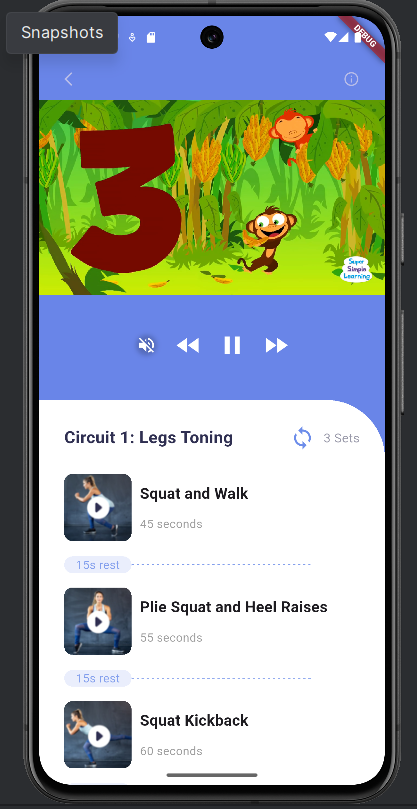 Snapshots
DEBUG
3
Super
Simple
Learning
Circuit 1: Legs Toning
3 Sets
Squat and Walk
45 seconds
15s rest
Plie Squat and Heel Raises
55 seconds
15s rest
Squat Kickback
60 seconds